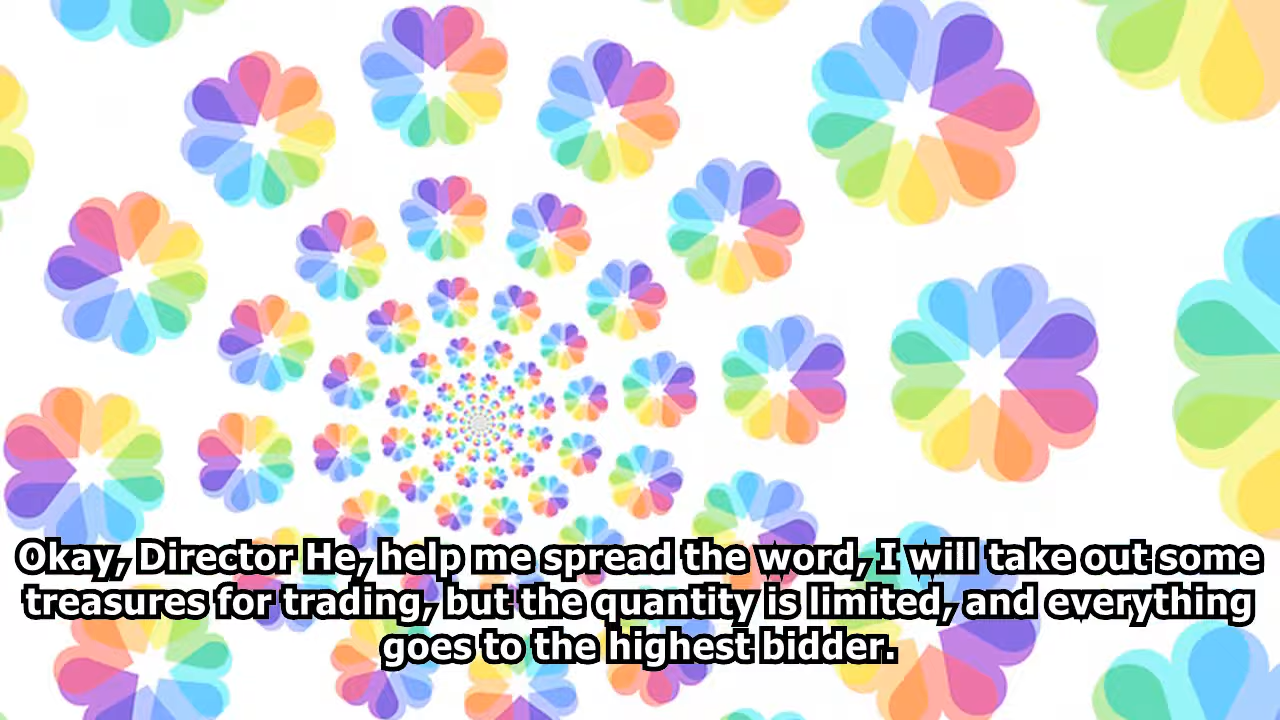 Okay, Director He, help me spread the word, I will take out some
treasures for trading, but the quantity is limited, and everything
goes to the highest bidder.